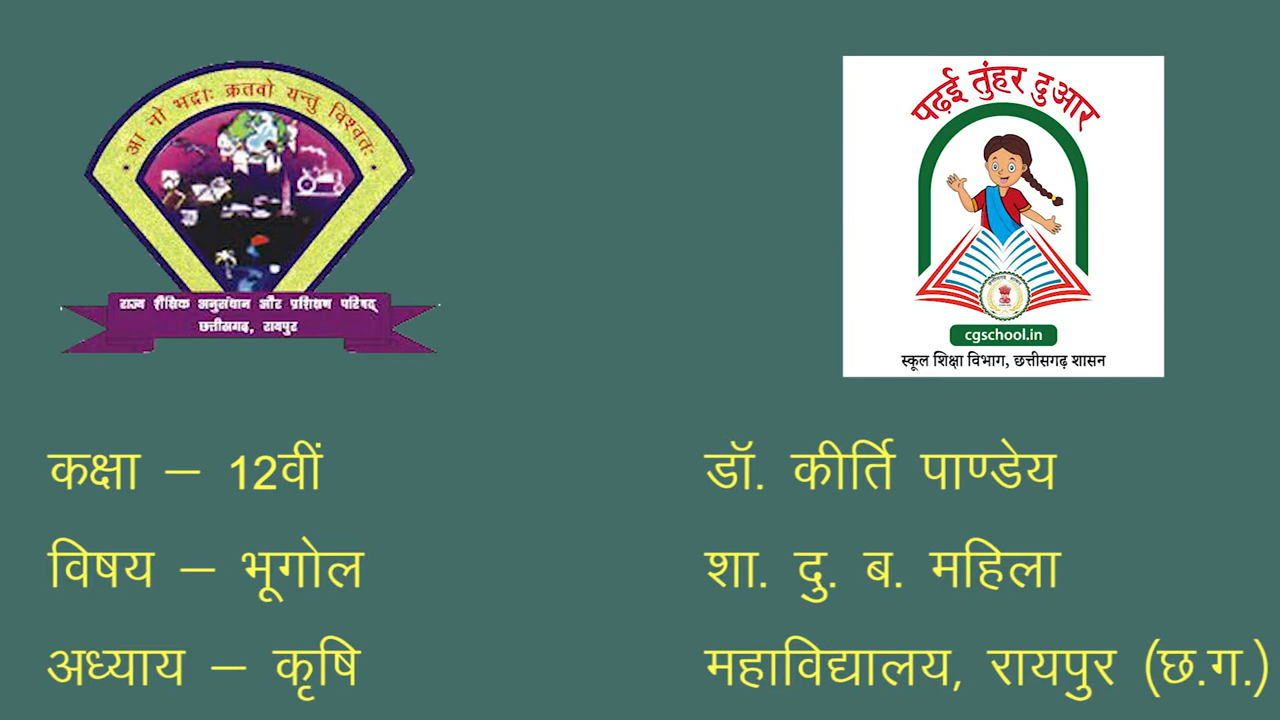 आ नो भद्राः क्रतवो यन्तु विश्वतः
राज्य शैक्षिक अनुसंधान और प्रशिक्षण परिषद्
छत्तीसगढ़, रायपुर
पढ़ई तुंहर दुआर
cgschool.in
स्कूल शिक्षा विभाग, छत्तीसगढ़ शासन
कक्षा – 12वीं
विषय – भूगोल
अध्याय – कृषि
डॉ. कीर्ति पाण्डेय
शा. दु. ब. महिला
महाविद्यालय, रायपुर (छ.ग.)